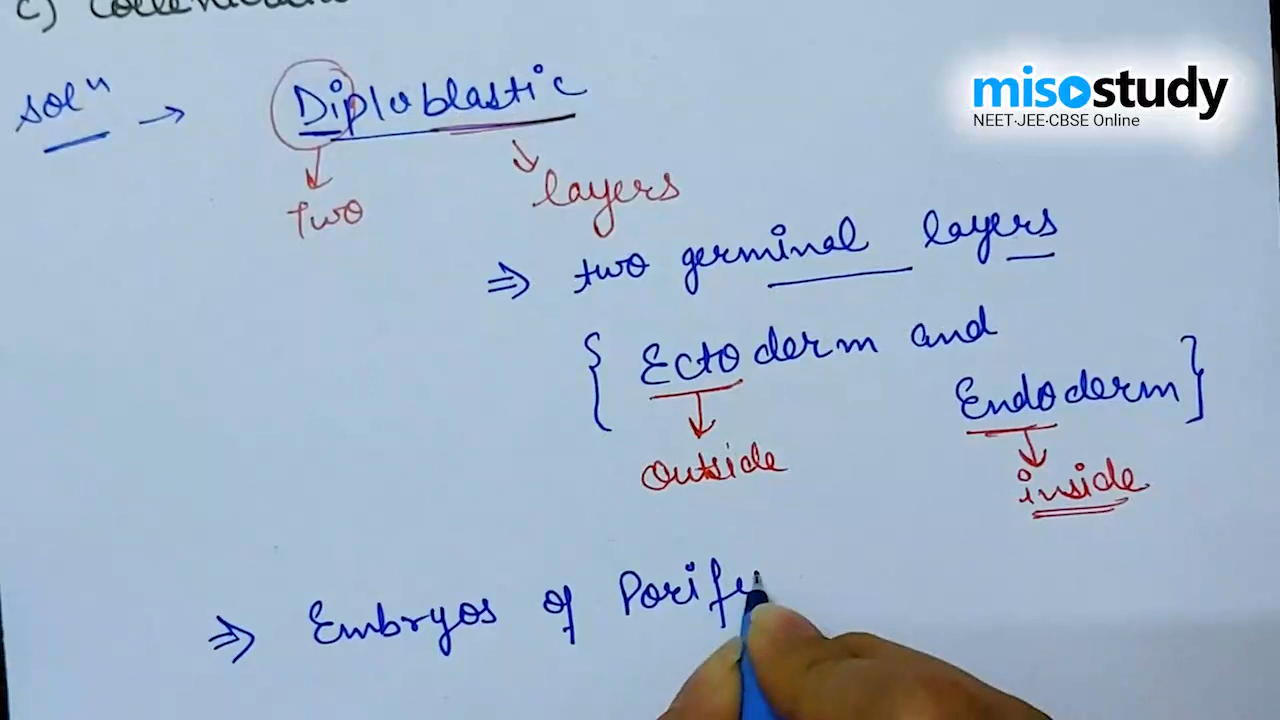 c)
misostudy
NEET·JEE·CBSE Online
Solⁿ → Diploblastic
two
layers
⇒ two germinal layers
{ Ectoderm and
Endoderm }
outside
inside
⇒ Embryos of Porife